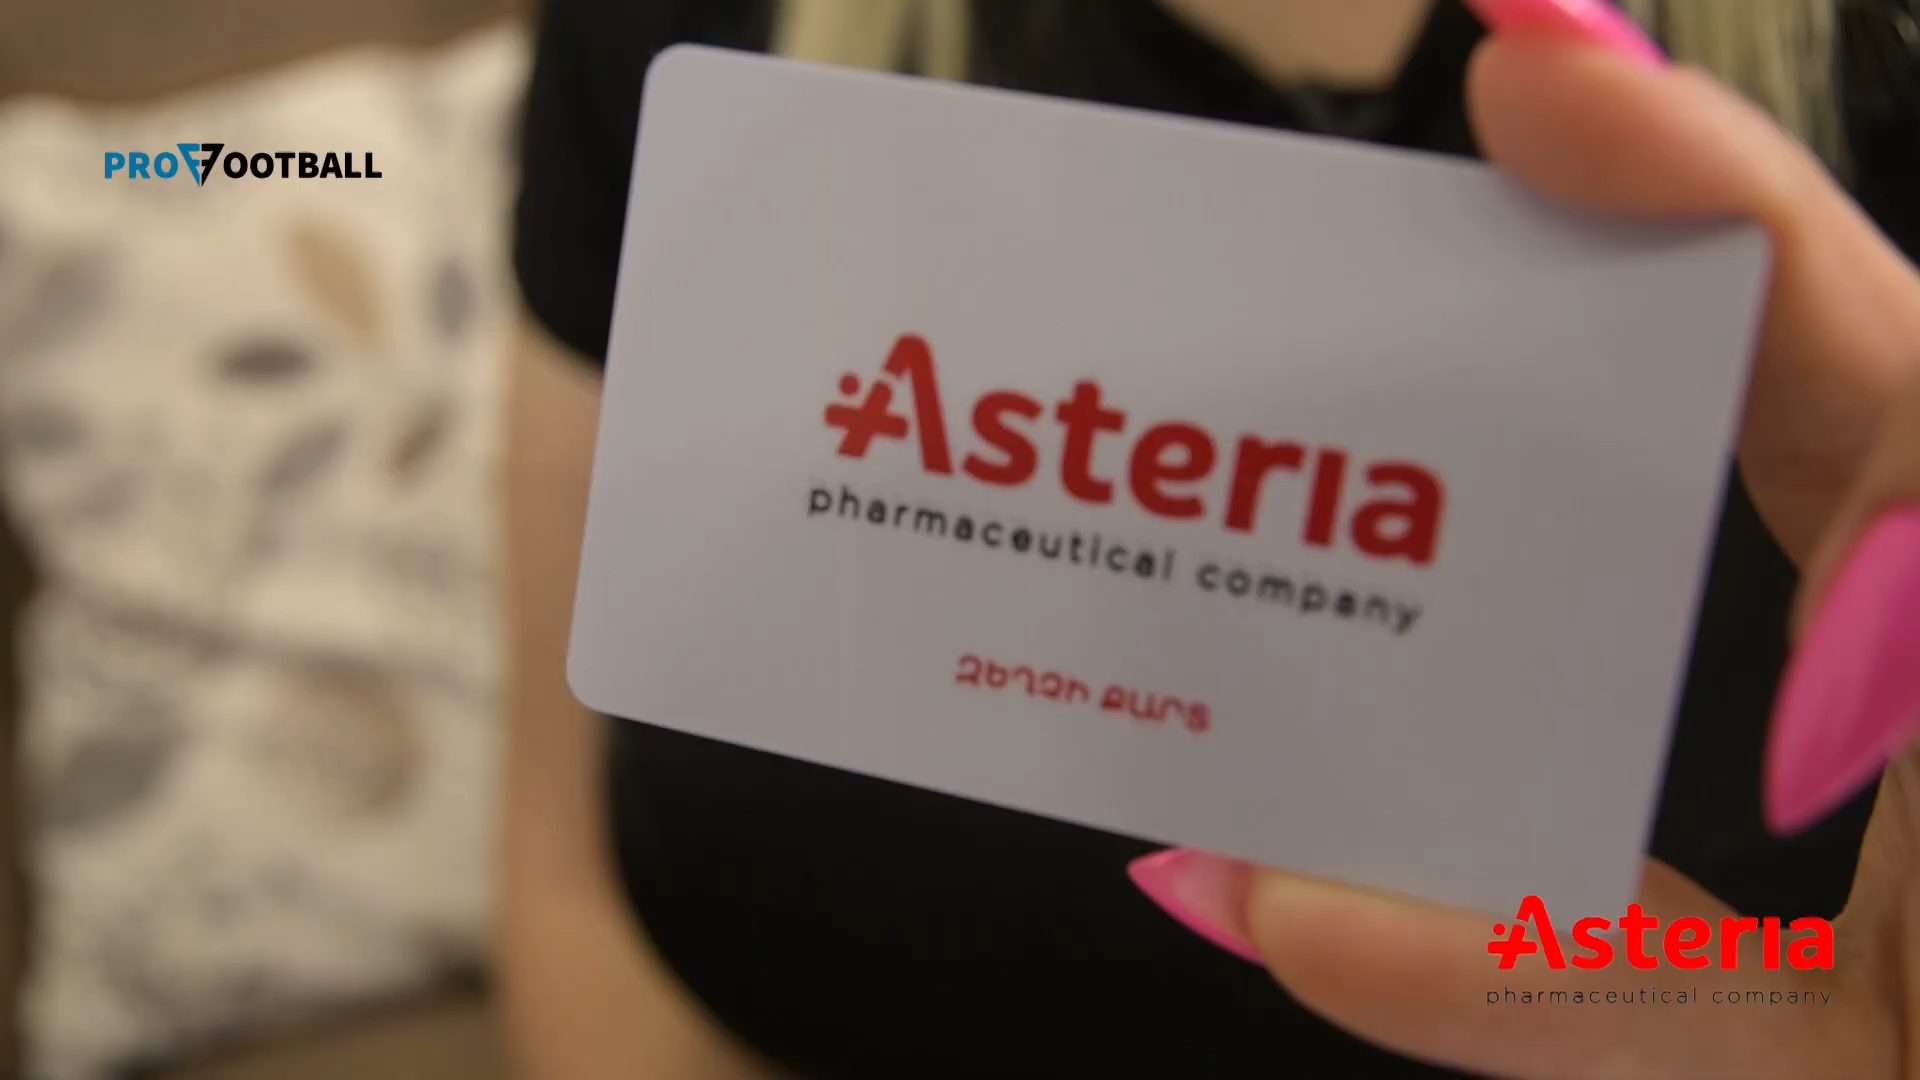 PROFOOTBALL
Asteria
pharmaceutical company
ԶԵՂՉԻ ՔԱՐՏ
Asteria
pharmaceutical company